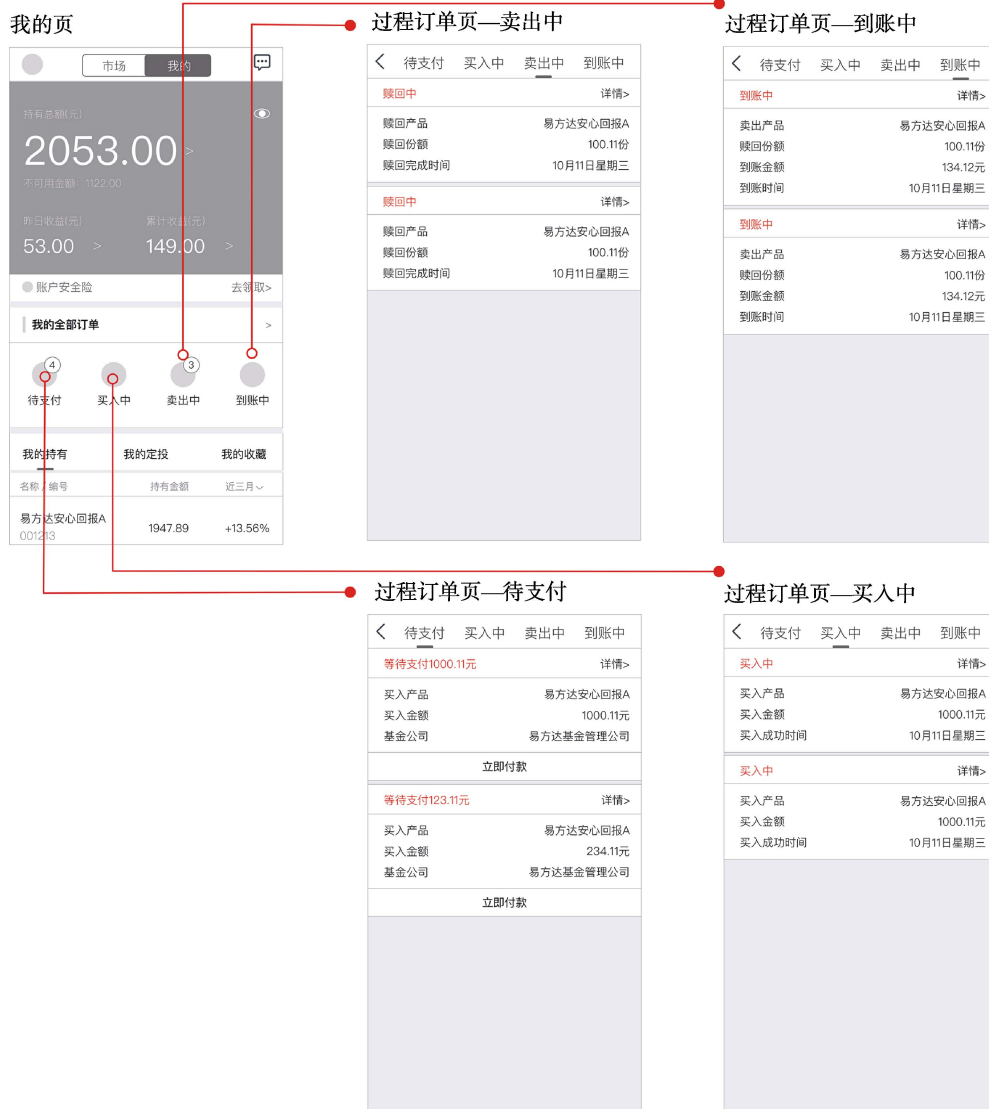 我的页
市场 我的
持有总额(元)
2053.00 >
不可用金额 1122.00
昨日收益(元) 累计收益(元)
53.00 > 149.00 >
账户安全险 去领取>
我的全部订单 >
4 3
待支付 买入中 卖出中 到账中
我的持有 我的定投 我的收藏
名称 / 编号 持有金额 近三月
易方达安心回报A 1947.89 +13.56%
001213
过程订单页—卖出中
待支付 买入中 卖出中 到账中
赎回中 详情>
赎回产品 易方达安心回报A
赎回份额 100.11份
赎回完成时间 10月11日星期三
赎回中 详情>
赎回产品 易方达安心回报A
赎回份额 100.11份
赎回完成时间 10月11日星期三
过程订单页—到账中
待支付 买入中 卖出中 到账中
到账中 详情>
卖出产品 易方达安心回报A
赎回份额 100.11份
到账金额 134.12元
到账时间 10月11日星期三
到账中 详情>
卖出产品 易方达安心回报A
赎回份额 100.11份
到账金额 134.12元
到账时间 10月11日星期三
过程订单页—待支付
待支付 买入中 卖出中 到账中
等待支付1000.11元 详情>
买入产品 易方达安心回报A
买入金额 1000.11元
基金公司 易方达基金管理公司
立即付款
等待支付123.11元 详情>
买入产品 易方达安心回报A
买入金额 234.11元
基金公司 易方达基金管理公司
立即付款
过程订单页—买入中
待支付 买入中 卖出中 到账中
买入中 详情>
买入产品 易方达安心回报A
买入金额 1000.11元
买入成功时间 10月11日星期三
买入中 详情>
买入产品 易方达安心回报A
买入金额 1000.11元
买入成功时间 10月11日星期三